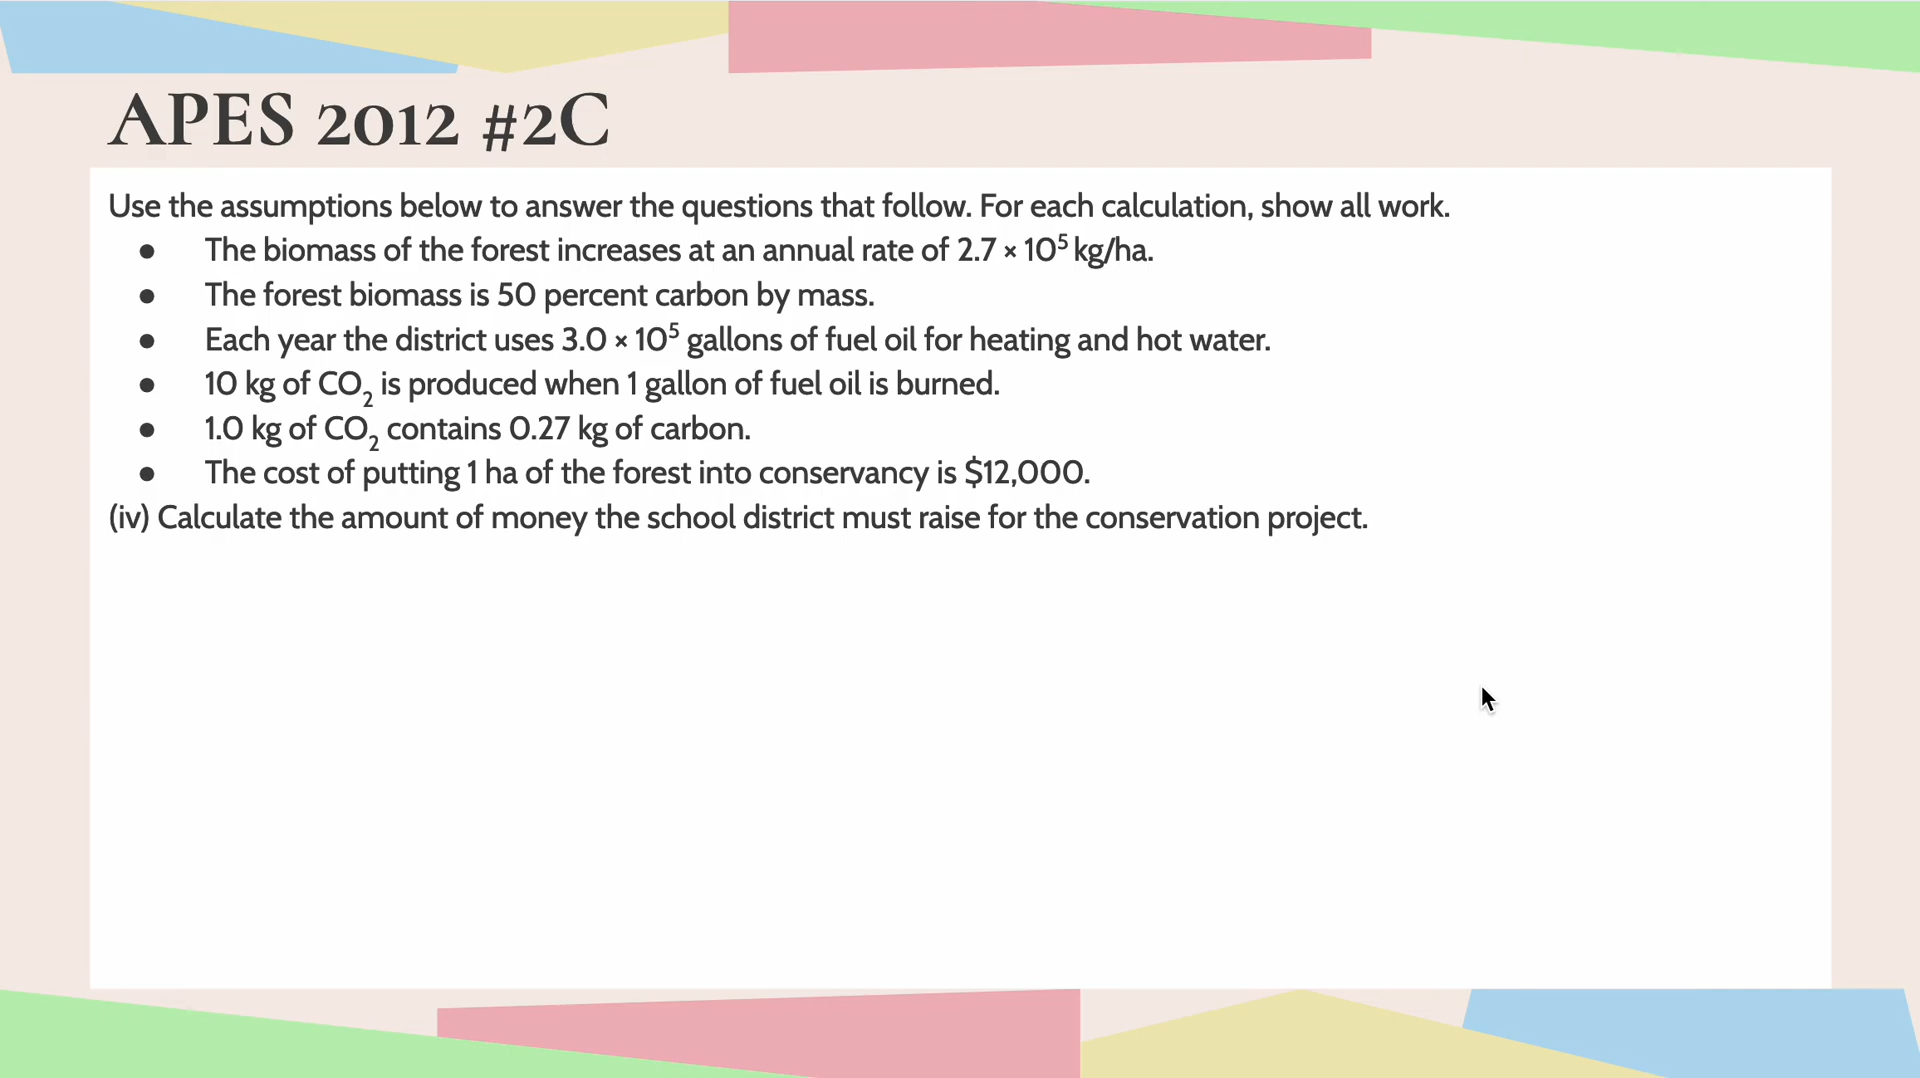 APES 2012 #2C
Use the assumptions below to answer the questions that follow. For each calculation, show all work.
● The biomass of the forest increases at an annual rate of 2.7 × 10⁵ kg/ha.
● The forest biomass is 50 percent carbon by mass.
● Each year the district uses 3.0 × 10⁵ gallons of fuel oil for heating and hot water.
● 10 kg of CO₂ is produced when 1 gallon of fuel oil is burned.
● 1.0 kg of CO₂ contains 0.27 kg of carbon.
● The cost of putting 1 ha of the forest into conservancy is $12,000.
(iv) Calculate the amount of money the school district must raise for the conservation project.